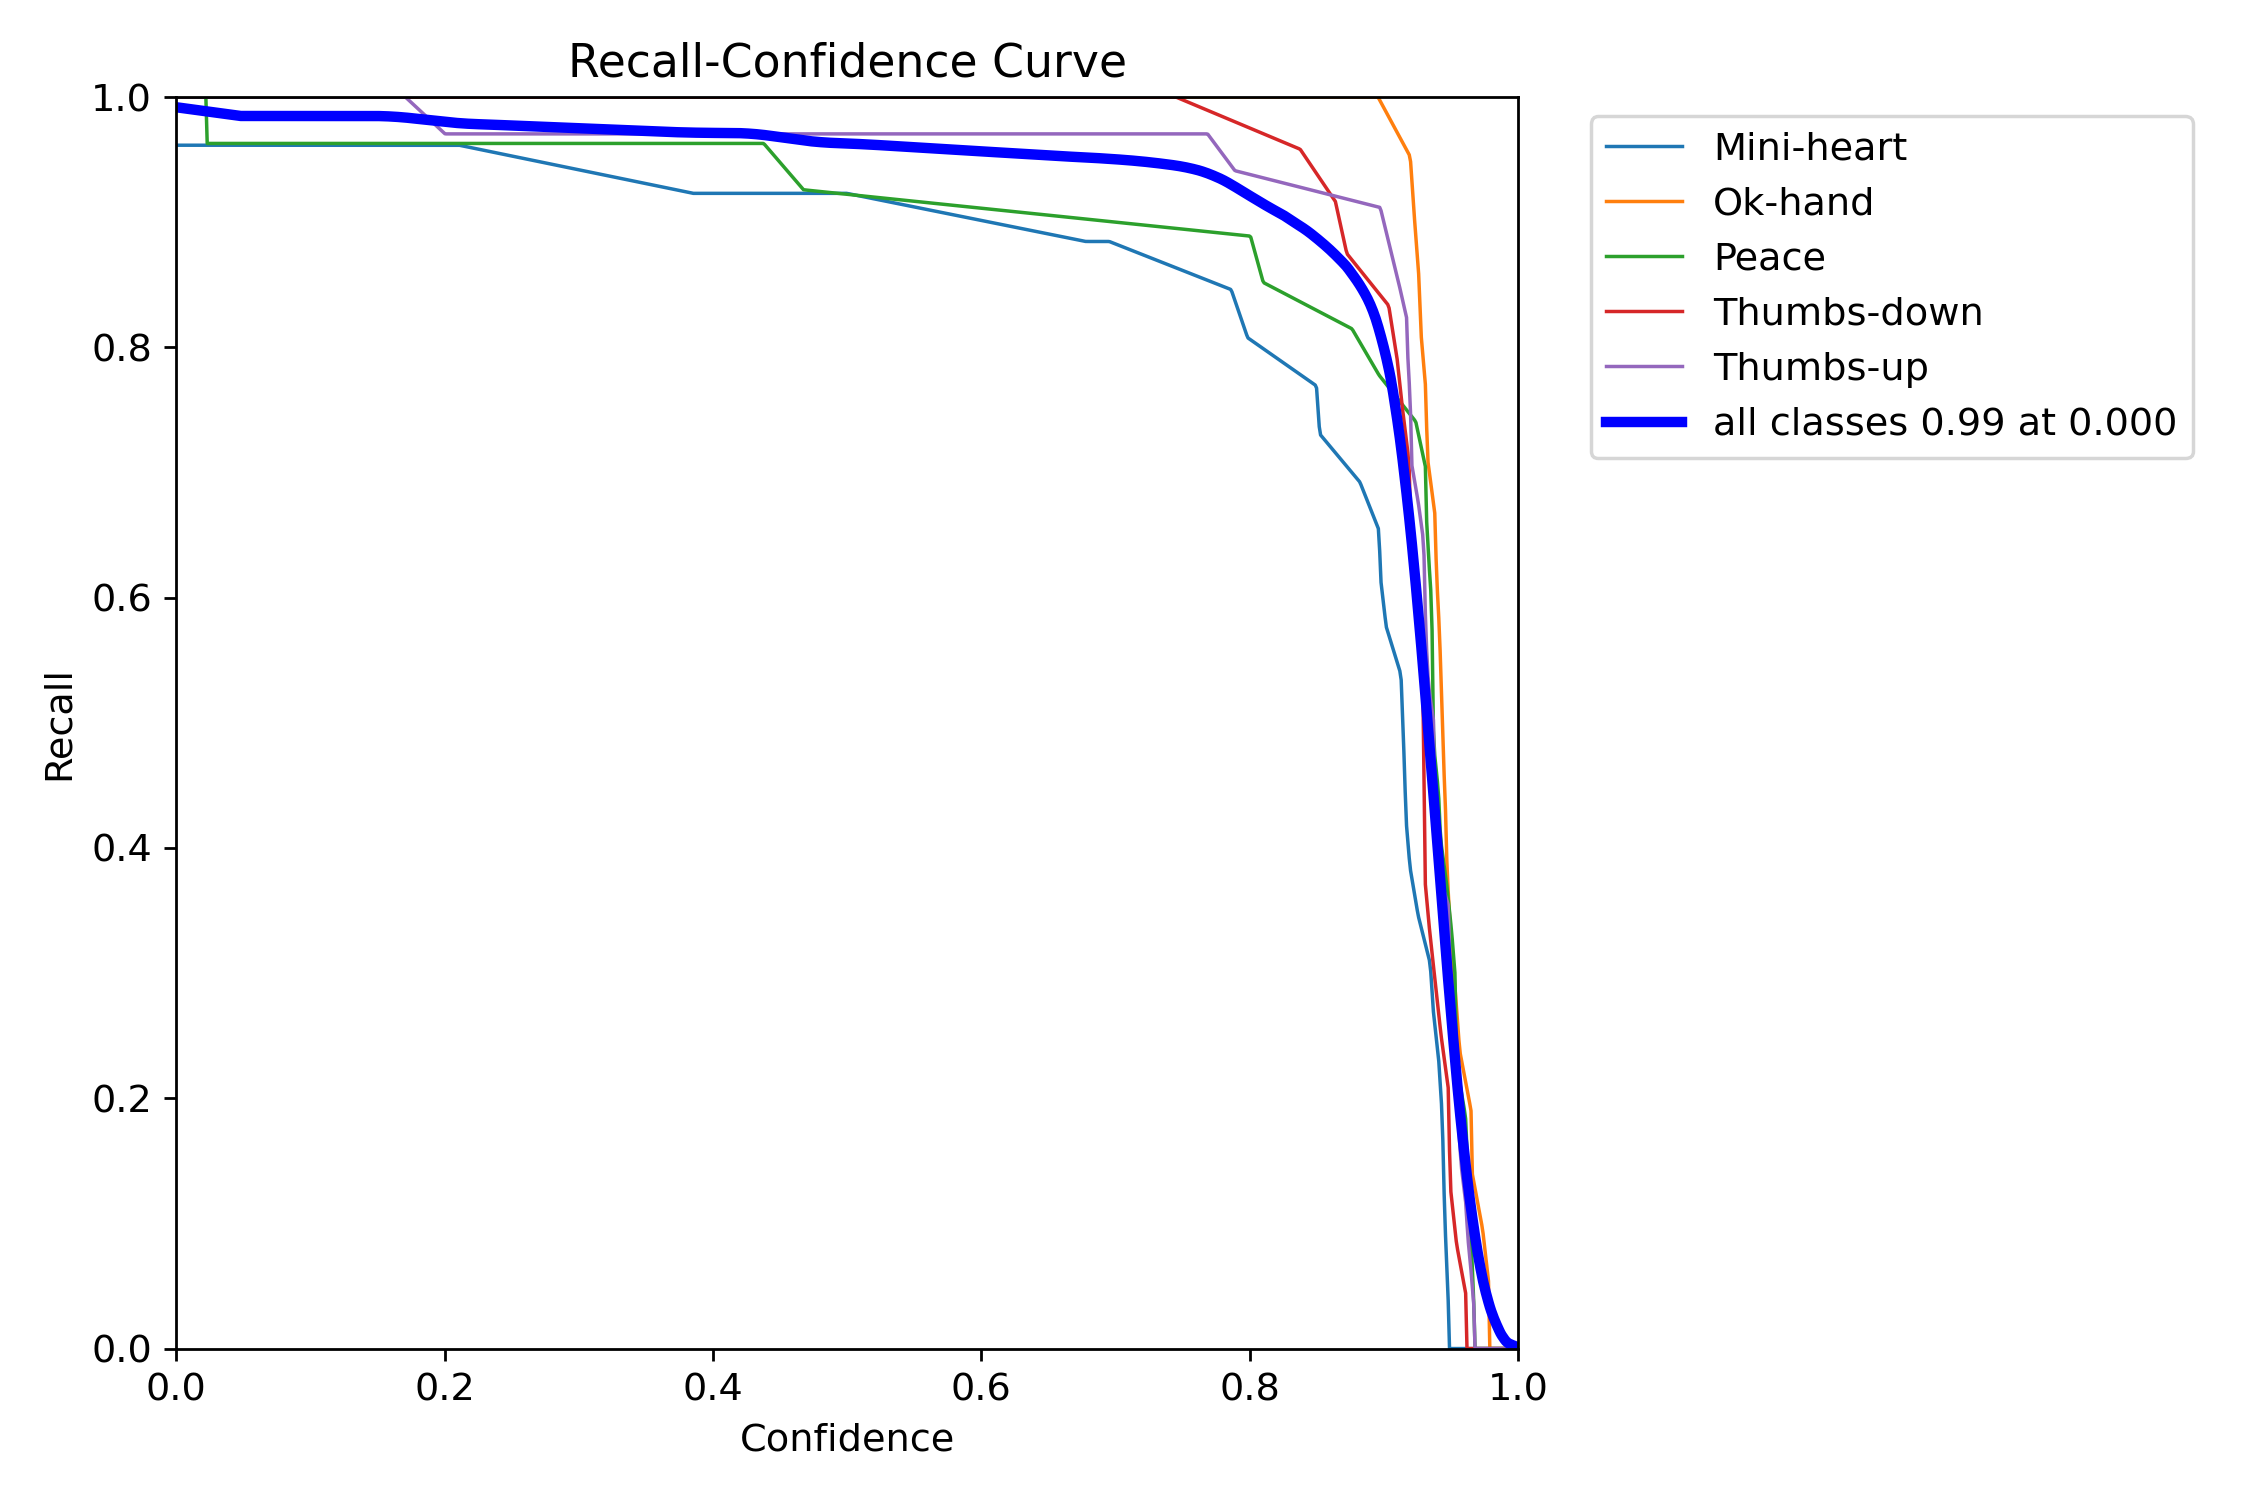 Recall-Confidence Curve
1.0
0.8
0.6
0.4
0.2
0.0
Recall
0.0 0.2 0.4 0.6 0.8 1.0
Confidence
Mini-heart
Ok-hand
Peace
Thumbs-down
Thumbs-up
all classes 0.99 at 0.000